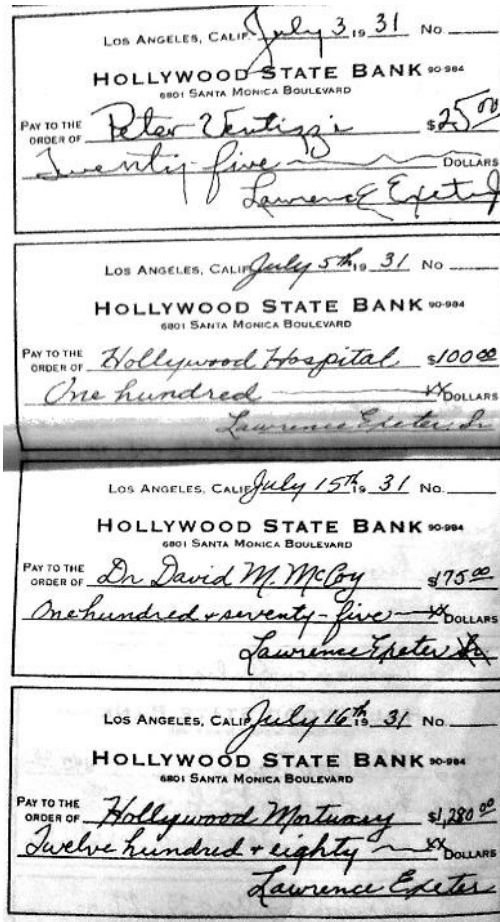 LOS ANGELES, CALIF. July 3 19 31 No.
HOLLYWOOD STATE BANK 90-984
6801 SANTA MONICA BOULEVARD
PAY TO THE
ORDER OF Peter Ventizzi $25.00
Twenty five DOLLARS
Lawrence Exeter Jr
LOS ANGELES, CALIF. July 5th 19 31 No
HOLLYWOOD STATE BANK 90-984
6801 SANTA MONICA BOULEVARD
PAY TO THE
ORDER OF Hollywood Hospital $100.00
One hundred xx DOLLARS
Lawrence Exeter, Sr
LOS ANGELES, CALIF. July 15th 19 31 No.
HOLLYWOOD STATE BANK 90-984
6801 SANTA MONICA BOULEVARD
PAY TO THE
ORDER OF Dr David M. McCoy $175.00
One hundred + seventy-five xx DOLLARS
Lawrence Exeter
LOS ANGELES, CALIF. July 16th 19 31 No.
HOLLYWOOD STATE BANK 90-984
6801 SANTA MONICA BOULEVARD
PAY TO THE
ORDER OF Hollywood Mortuary $1,280.00
Twelve hundred + eighty xx DOLLARS
Lawrence Exeter